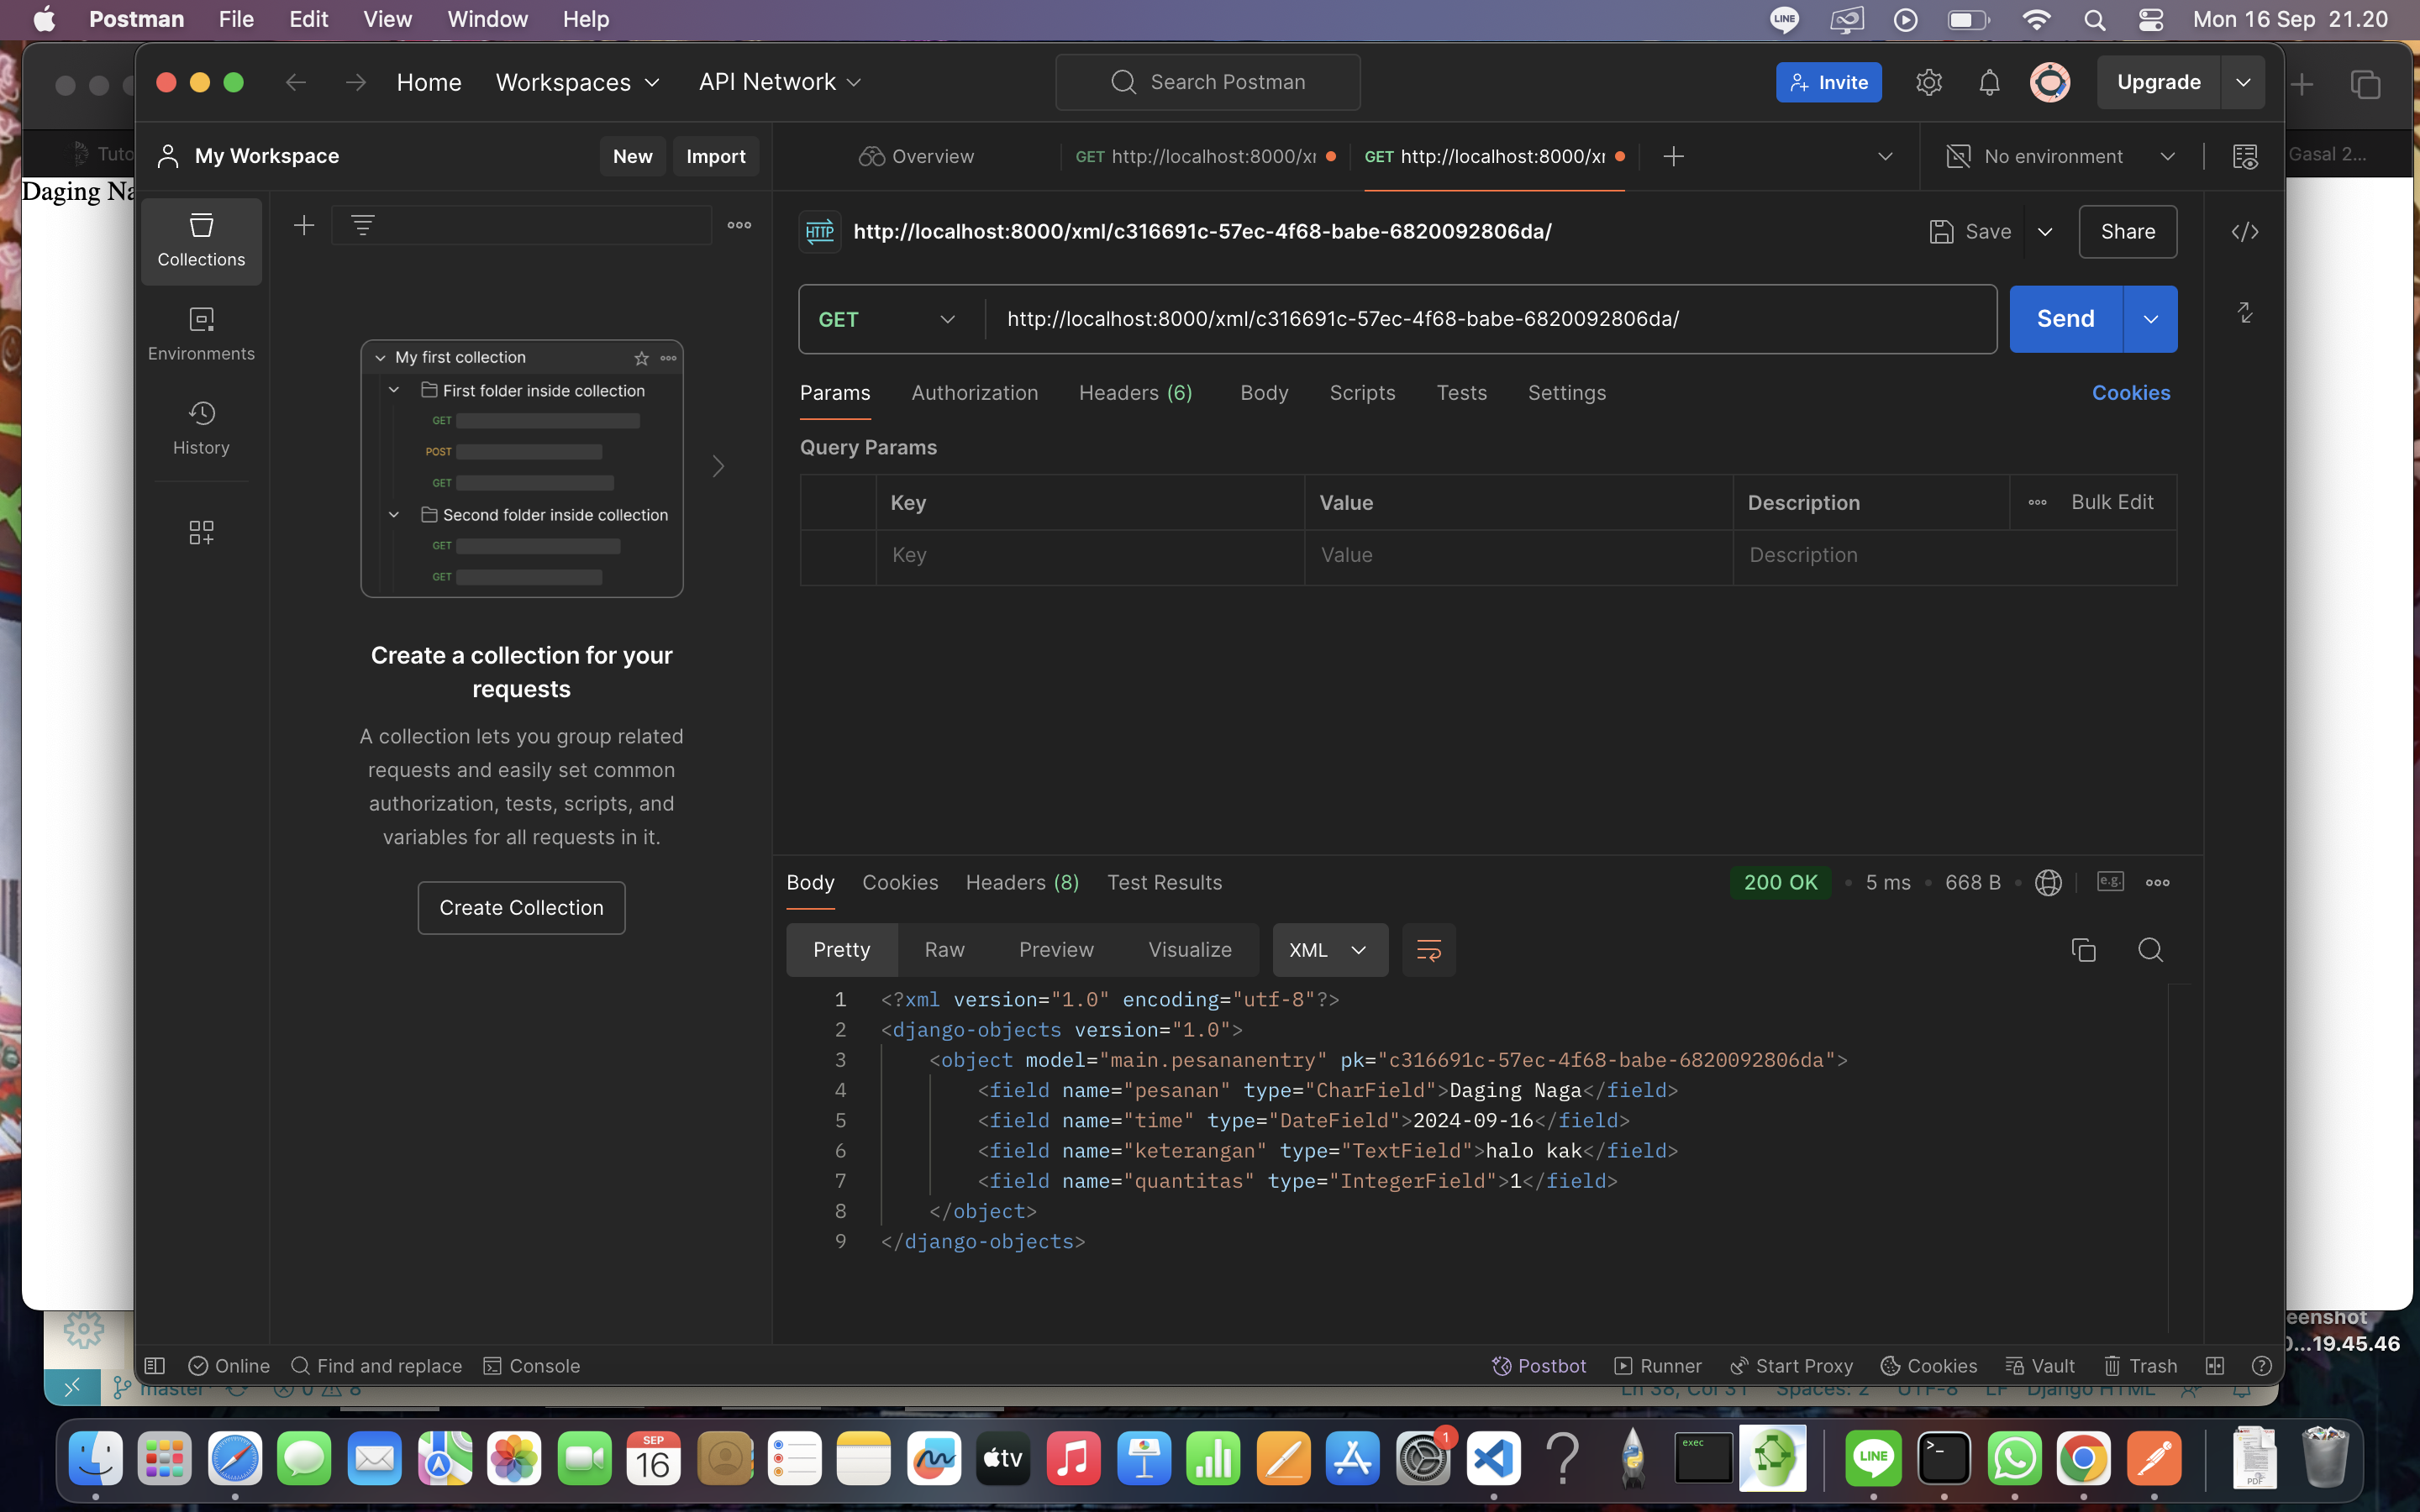 Postman File Edit View Window Help LINE Mon 16 Sep 21.20
Home Workspaces API Network Search Postman Invite Upgrade
Tuto
My Workspace New Import Overview GET http://localhost:8000/x GET http://localhost:8000/x No environment Gasal 2...
Daging Na
Collections
http://localhost:8000/xml/c316691c-57ec-4f68-babe-6820092806da/ Save Share
HTTP
GET http://localhost:8000/xml/c316691c-57ec-4f68-babe-6820092806da/ Send
Environments
History
My first collection
First folder inside collection
GET
POST
GET
Second folder inside collection
GET
GET
Create a collection for your
requests
A collection lets you group related
requests and easily set common
authorization, tests, scripts, and
variables for all requests in it.
Create Collection
Params Authorization Headers (6) Body Scripts Tests Settings Cookies
Query Params
Key Value Description Bulk Edit
Key Value Description
Body Cookies Headers (8) Test Results 200 OK 5 ms 668 B e.g.
Pretty Raw Preview Visualize XML
1 <?xml version="1.0" encoding="utf-8"?>
2 <django-objects version="1.0">
3 <object model="main.pesananentry" pk="c316691c-57ec-4f68-babe-6820092806da">
4 <field name="pesanan" type="CharField">Daging Naga</field>
5 <field name="time" type="DateField">2024-09-16</field>
6 <field name="keterangan" type="TextField">halo kak</field>
7 <field name="quantitas" type="IntegerField">1</field>
8 </object>
9 </django-objects>
eenshot
...19.45.46
Online Find and replace Console Postbot Runner Start Proxy Cookies Vault Trash
master 0 8 Ln 38, Col 31 Spaces: 2 UTF-8 LF Django HTML
SEP
16
tv
1
exec
LINE
PDF